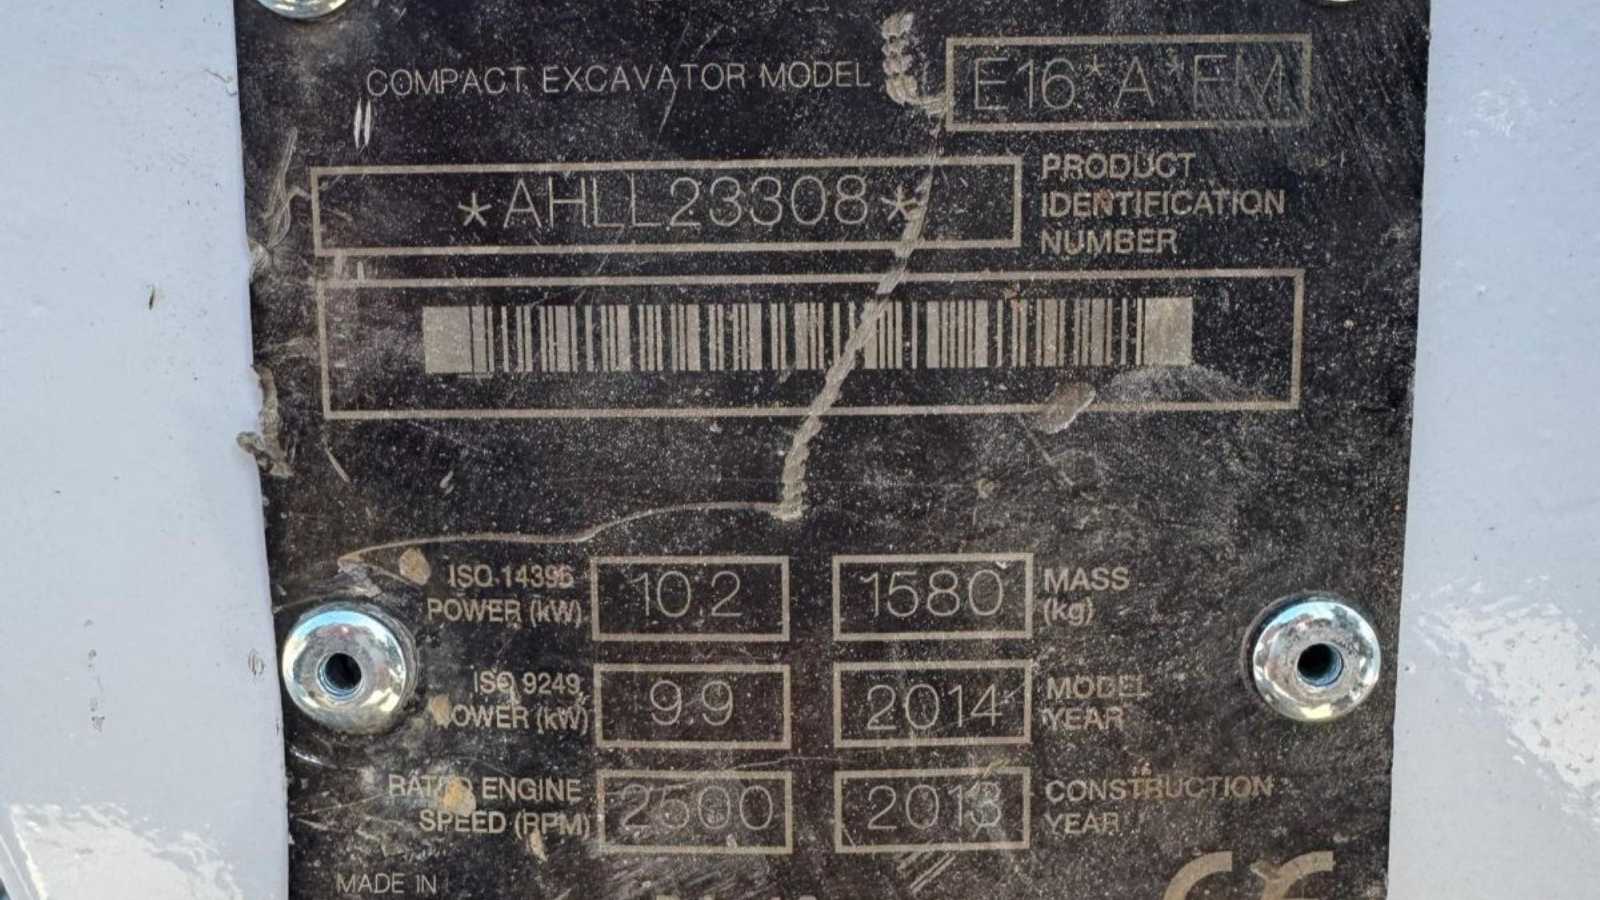 COMPACT EXCAVATOR MODEL E16*A*EM
*AHLL23308* PRODUCT
IDENTIFICATION
NUMBER
ISO 14396
POWER (kW) 10.2
1580 MASS
(kg)
ISO 9249
POWER (kW) 9.9
2014 MODEL
YEAR
RATED ENGINE
SPEED (RPM) 2500
2013 CONSTRUCTION
YEAR
MADE IN
CE